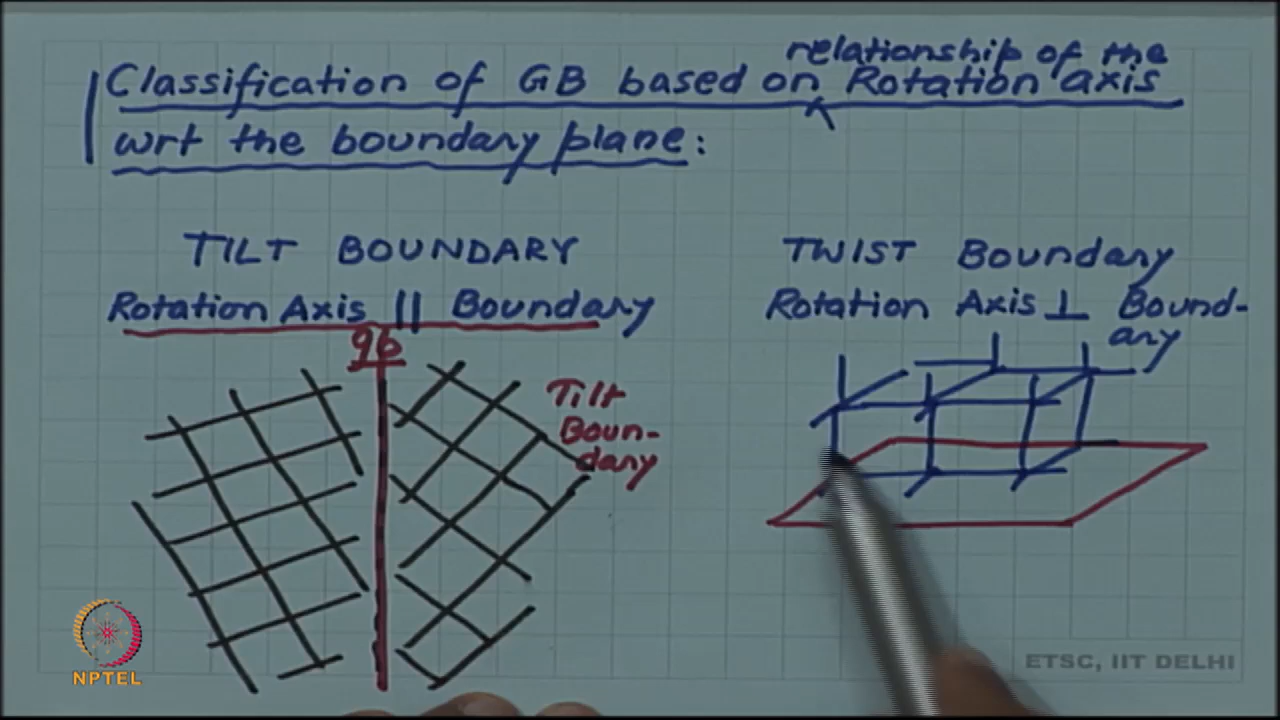 relationship of the
Classification of GB based on Rotation axis
wrt the boundary plane:
TILT BOUNDARY
Rotation Axis || Boundary
TWIST Boundary
Rotation Axis ⊥ Bound-
ary
gb
Tilt
Boun-
dary
NPTEL
ETSC, IIT DELHI